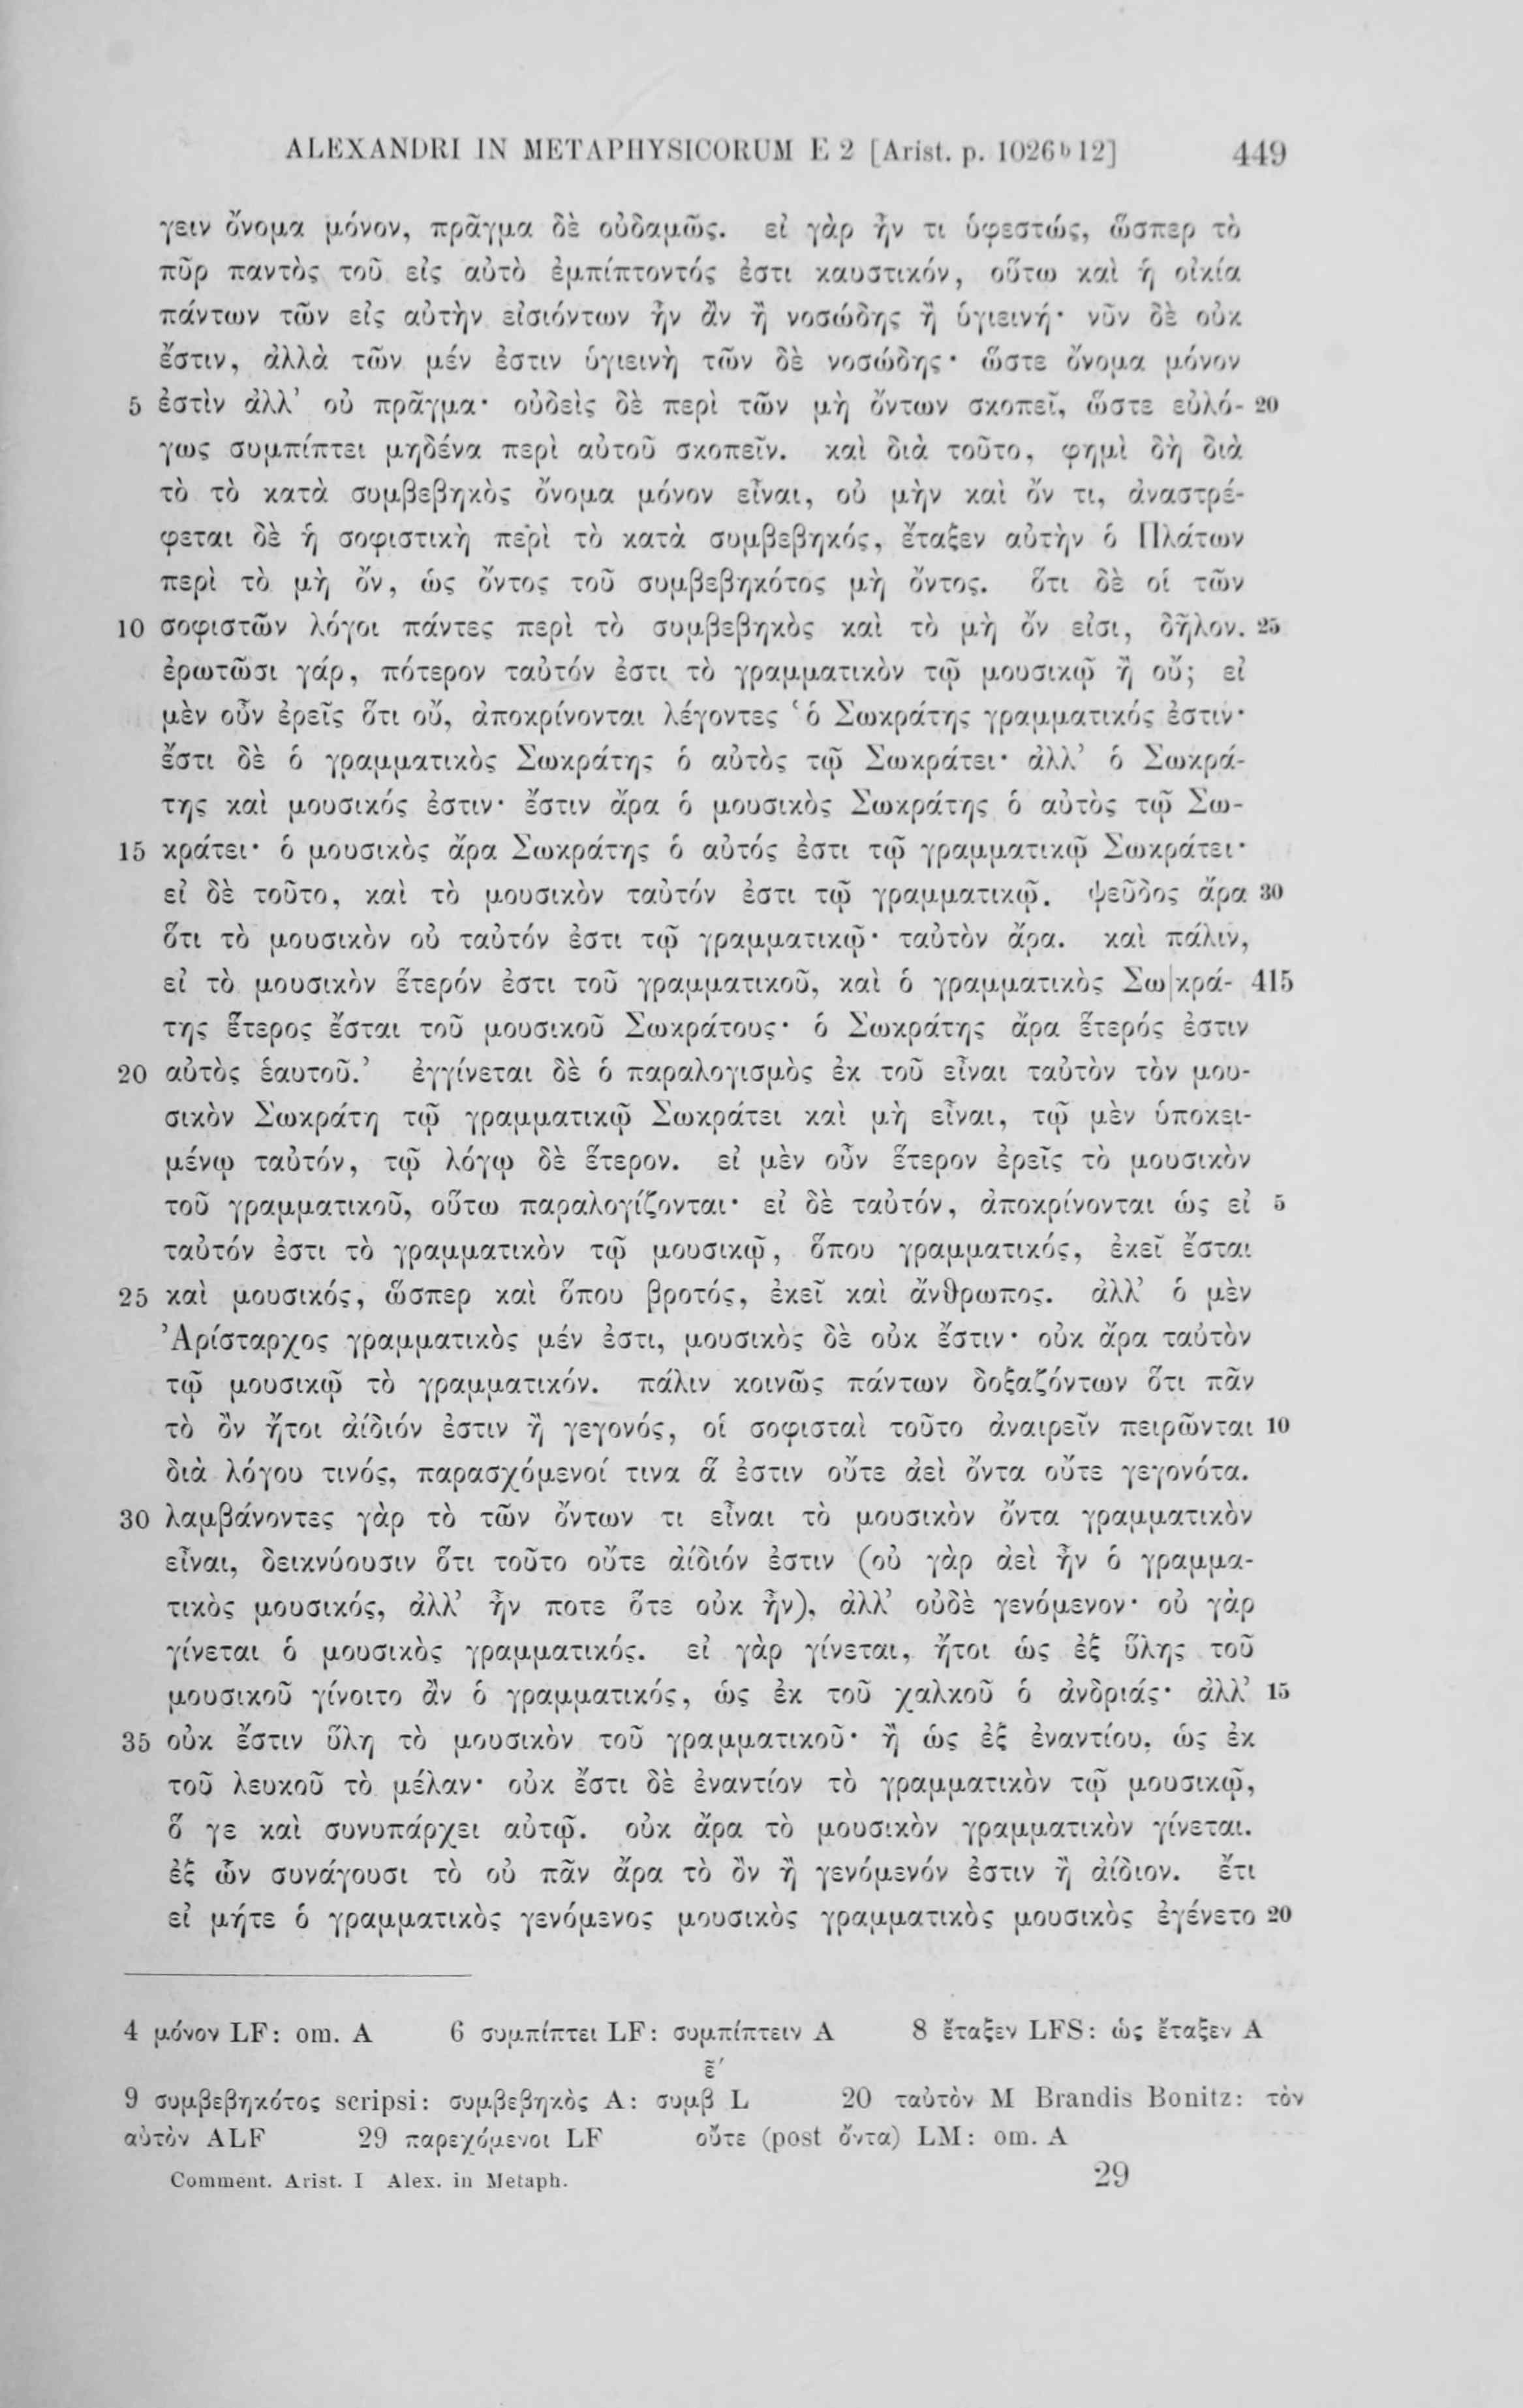 ALEXANDRI IN METAPHYSICORUM E 2 [Arist. p. 1026ᵇ12] 449
γειν ὄνομα μόνον, πρᾶγμα δὲ οὐδαμῶς. εἰ γὰρ ἦν τι ὑφεστώς, ὥσπερ τὸ
πῦρ παντὸς τοῦ εἰς αὐτὸ ἐμπίπτοντός ἐστι καυστικόν, οὕτω καὶ ἡ οἰκία
πάντων τῶν εἰς αὐτὴν εἰσιόντων ἦν ἂν ἢ νοσώδης ἢ ὑγιεινή· νῦν δὲ οὐκ
ἔστιν, ἀλλὰ τῶν μέν ἐστιν ὑγιεινὴ τῶν δὲ νοσώδης· ὥστε ὄνομα μόνον
5 ἐστὶν ἀλλ’ οὐ πρᾶγμα· οὐδεὶς δὲ περὶ τῶν μὴ ὄντων σκοπεῖ, ὥστε εὐλό- 20
γως συμπίπτει μηδένα περὶ αὐτοῦ σκοπεῖν. καὶ διὰ τοῦτο, φημὶ δὴ διὰ
τὸ τὸ κατὰ συμβεβηκὸς ὄνομα μόνον εἶναι, οὐ μὴν καὶ ὄν τι, ἀναστρέ-
φεται δὲ ἡ σοφιστικὴ περὶ τὸ κατὰ συμβεβηκός, ἔταξεν αὐτὴν ὁ Πλάτων
περὶ τὸ μὴ ὄν, ὡς ὄντος τοῦ συμβεβηκότος μὴ ὄντος. ὅτι δὲ οἱ τῶν
10 σοφιστῶν λόγοι πάντες περὶ τὸ συμβεβηκὸς καὶ τὸ μὴ ὄν εἰσι, δῆλον. 25
ἐρωτῶσι γάρ, πότερον ταὐτόν ἐστι τὸ γραμματικὸν τῷ μουσικῷ ἢ οὔ; εἰ
μὲν οὖν ἐρεῖς ὅτι οὔ, ἀποκρίνονται λέγοντες ‘ὁ Σωκράτης γραμματικός ἐστιν·
ἔστι δὲ ὁ γραμματικὸς Σωκράτης ὁ αὐτὸς τῷ Σωκράτει· ἀλλ’ ὁ Σωκρά-
της καὶ μουσικός ἐστιν· ἔστιν ἄρα ὁ μουσικὸς Σωκράτης ὁ αὐτὸς τῷ Σω-
15 κράτει· ὁ μουσικὸς ἄρα Σωκράτης ὁ αὐτός ἐστι τῷ γραμματικῷ Σωκράτει·
εἰ δὲ τοῦτο, καὶ τὸ μουσικὸν ταὐτόν ἐστι τῷ γραμματικῷ. ψεῦδος ἄρα 30
ὅτι τὸ μουσικὸν οὐ ταὐτόν ἐστι τῷ γραμματικῷ· ταὐτὸν ἄρα. καὶ πάλιν,
εἰ τὸ μουσικὸν ἕτερόν ἐστι τοῦ γραμματικοῦ, καὶ ὁ γραμματικὸς Σω|κρά- 415
της ἕτερος ἔσται τοῦ μουσικοῦ Σωκράτους· ὁ Σωκράτης ἄρα ἕτερός ἐστιν
20 αὐτὸς ἑαυτοῦ.’ ἐγγίνεται δὲ ὁ παραλογισμὸς ἐκ τοῦ εἶναι ταὐτὸν τὸν μου-
σικὸν Σωκράτη τῷ γραμματικῷ Σωκράτει καὶ μὴ εἶναι, τῷ μὲν ὑποκει-
μένῳ ταὐτόν, τῷ λόγῳ δὲ ἕτερον. εἰ μὲν οὖν ἕτερον ἐρεῖς τὸ μουσικὸν
τοῦ γραμματικοῦ, οὕτω παραλογίζονται· εἰ δὲ ταὐτόν, ἀποκρίνονται ὡς εἰ 5
ταὐτόν ἐστι τὸ γραμματικὸν τῷ μουσικῷ, ὅπου γραμματικός, ἐκεῖ ἔσται
25 καὶ μουσικός, ὥσπερ καὶ ὅπου βροτός, ἐκεῖ καὶ ἄνθρωπος. ἀλλ’ ὁ μὲν
Ἀρίσταρχος γραμματικὸς μέν ἐστι, μουσικὸς δὲ οὐκ ἔστιν· οὐκ ἄρα ταὐτὸν
τῷ μουσικῷ τὸ γραμματικόν. πάλιν κοινῶς πάντων δοξαζόντων ὅτι πᾶν
τὸ ὂν ἤτοι ἀίδιόν ἐστιν ἢ γεγονός, οἱ σοφισταὶ τοῦτο ἀναιρεῖν πειρῶνται 10
διὰ λόγου τινός, παρασχόμενοί τινα ἅ ἐστιν οὔτε ἀεὶ ὄντα οὔτε γεγονότα.
30 λαμβάνοντες γὰρ τὸ τῶν ὄντων τι εἶναι τὸ μουσικὸν ὄντα γραμματικὸν
εἶναι, δεικνύουσιν ὅτι τοῦτο οὔτε ἀίδιόν ἐστιν (οὐ γὰρ ἀεὶ ἦν ὁ γραμμα-
τικὸς μουσικός, ἀλλ’ ἦν ποτε ὅτε οὐκ ἦν), ἀλλ’ οὐδὲ γενόμενον· οὐ γὰρ
γίνεται ὁ μουσικὸς γραμματικός. εἰ γὰρ γίνεται, ἤτοι ὡς ἐξ ὕλης τοῦ
μουσικοῦ γίνοιτο ἂν ὁ γραμματικός, ὡς ἐκ τοῦ χαλκοῦ ὁ ἀνδριάς· ἀλλ’ 15
35 οὐκ ἔστιν ὕλη τὸ μουσικὸν τοῦ γραμματικοῦ· ἢ ὡς ἐξ ἐναντίου, ὡς ἐκ
τοῦ λευκοῦ τὸ μέλαν· οὐκ ἔστι δὲ ἐναντίον τὸ γραμματικὸν τῷ μουσικῷ,
ὅ γε καὶ συνυπάρχει αὐτῷ. οὐκ ἄρα τὸ μουσικὸν γραμματικὸν γίνεται.
ἐξ ὧν συνάγουσι τὸ οὐ πᾶν ἄρα τὸ ὂν ἢ γενόμενόν ἐστιν ἢ ἀίδιον. ἔτι
εἰ μήτε ὁ γραμματικὸς γενόμενος μουσικὸς γραμματικὸς μουσικὸς ἐγένετο 20
4 μόνον LF: om. A 6 συμπίπτει LF: συμπίπτειν A 8 ἔταξεν LFS: ὡς ἔταξεν A
9 συμβεβηκότος scripsi: συμβεβηκὸς A: συμβ L 20 ταὐτὸν M Brandis Bonitz: τὸν
αὐτὸν ALF 29 παρεχόμενοι LF οὔτε (post ὄντα) LM: om. A
Comment. Arist. I Alex. in Metaph. 29